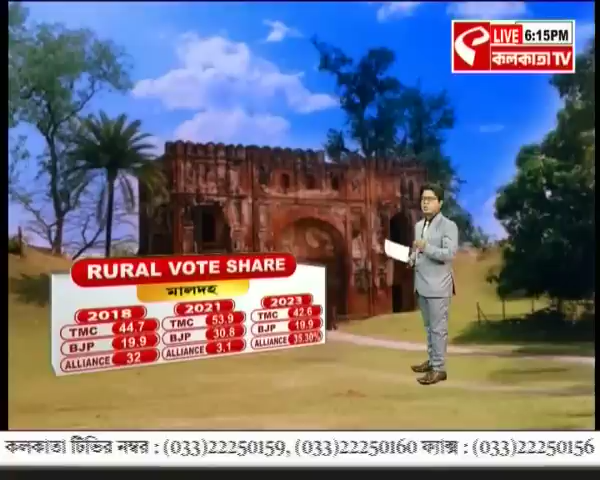 LIVE 6:15PM
কলকাতা TV
RURAL VOTE SHARE
মালদহ
2018 2021 2023
TMC 44.7 TMC 53.9 TMC 42.6
BJP 19.9 BJP 30.8 BJP 19.9
ALLIANCE 32 ALLIANCE 3.1 ALLIANCE 35.30%
কলকাতা টিভির নম্বর : (033)22250159, (033)22250160 ফ্যাক্স : (033)22250156